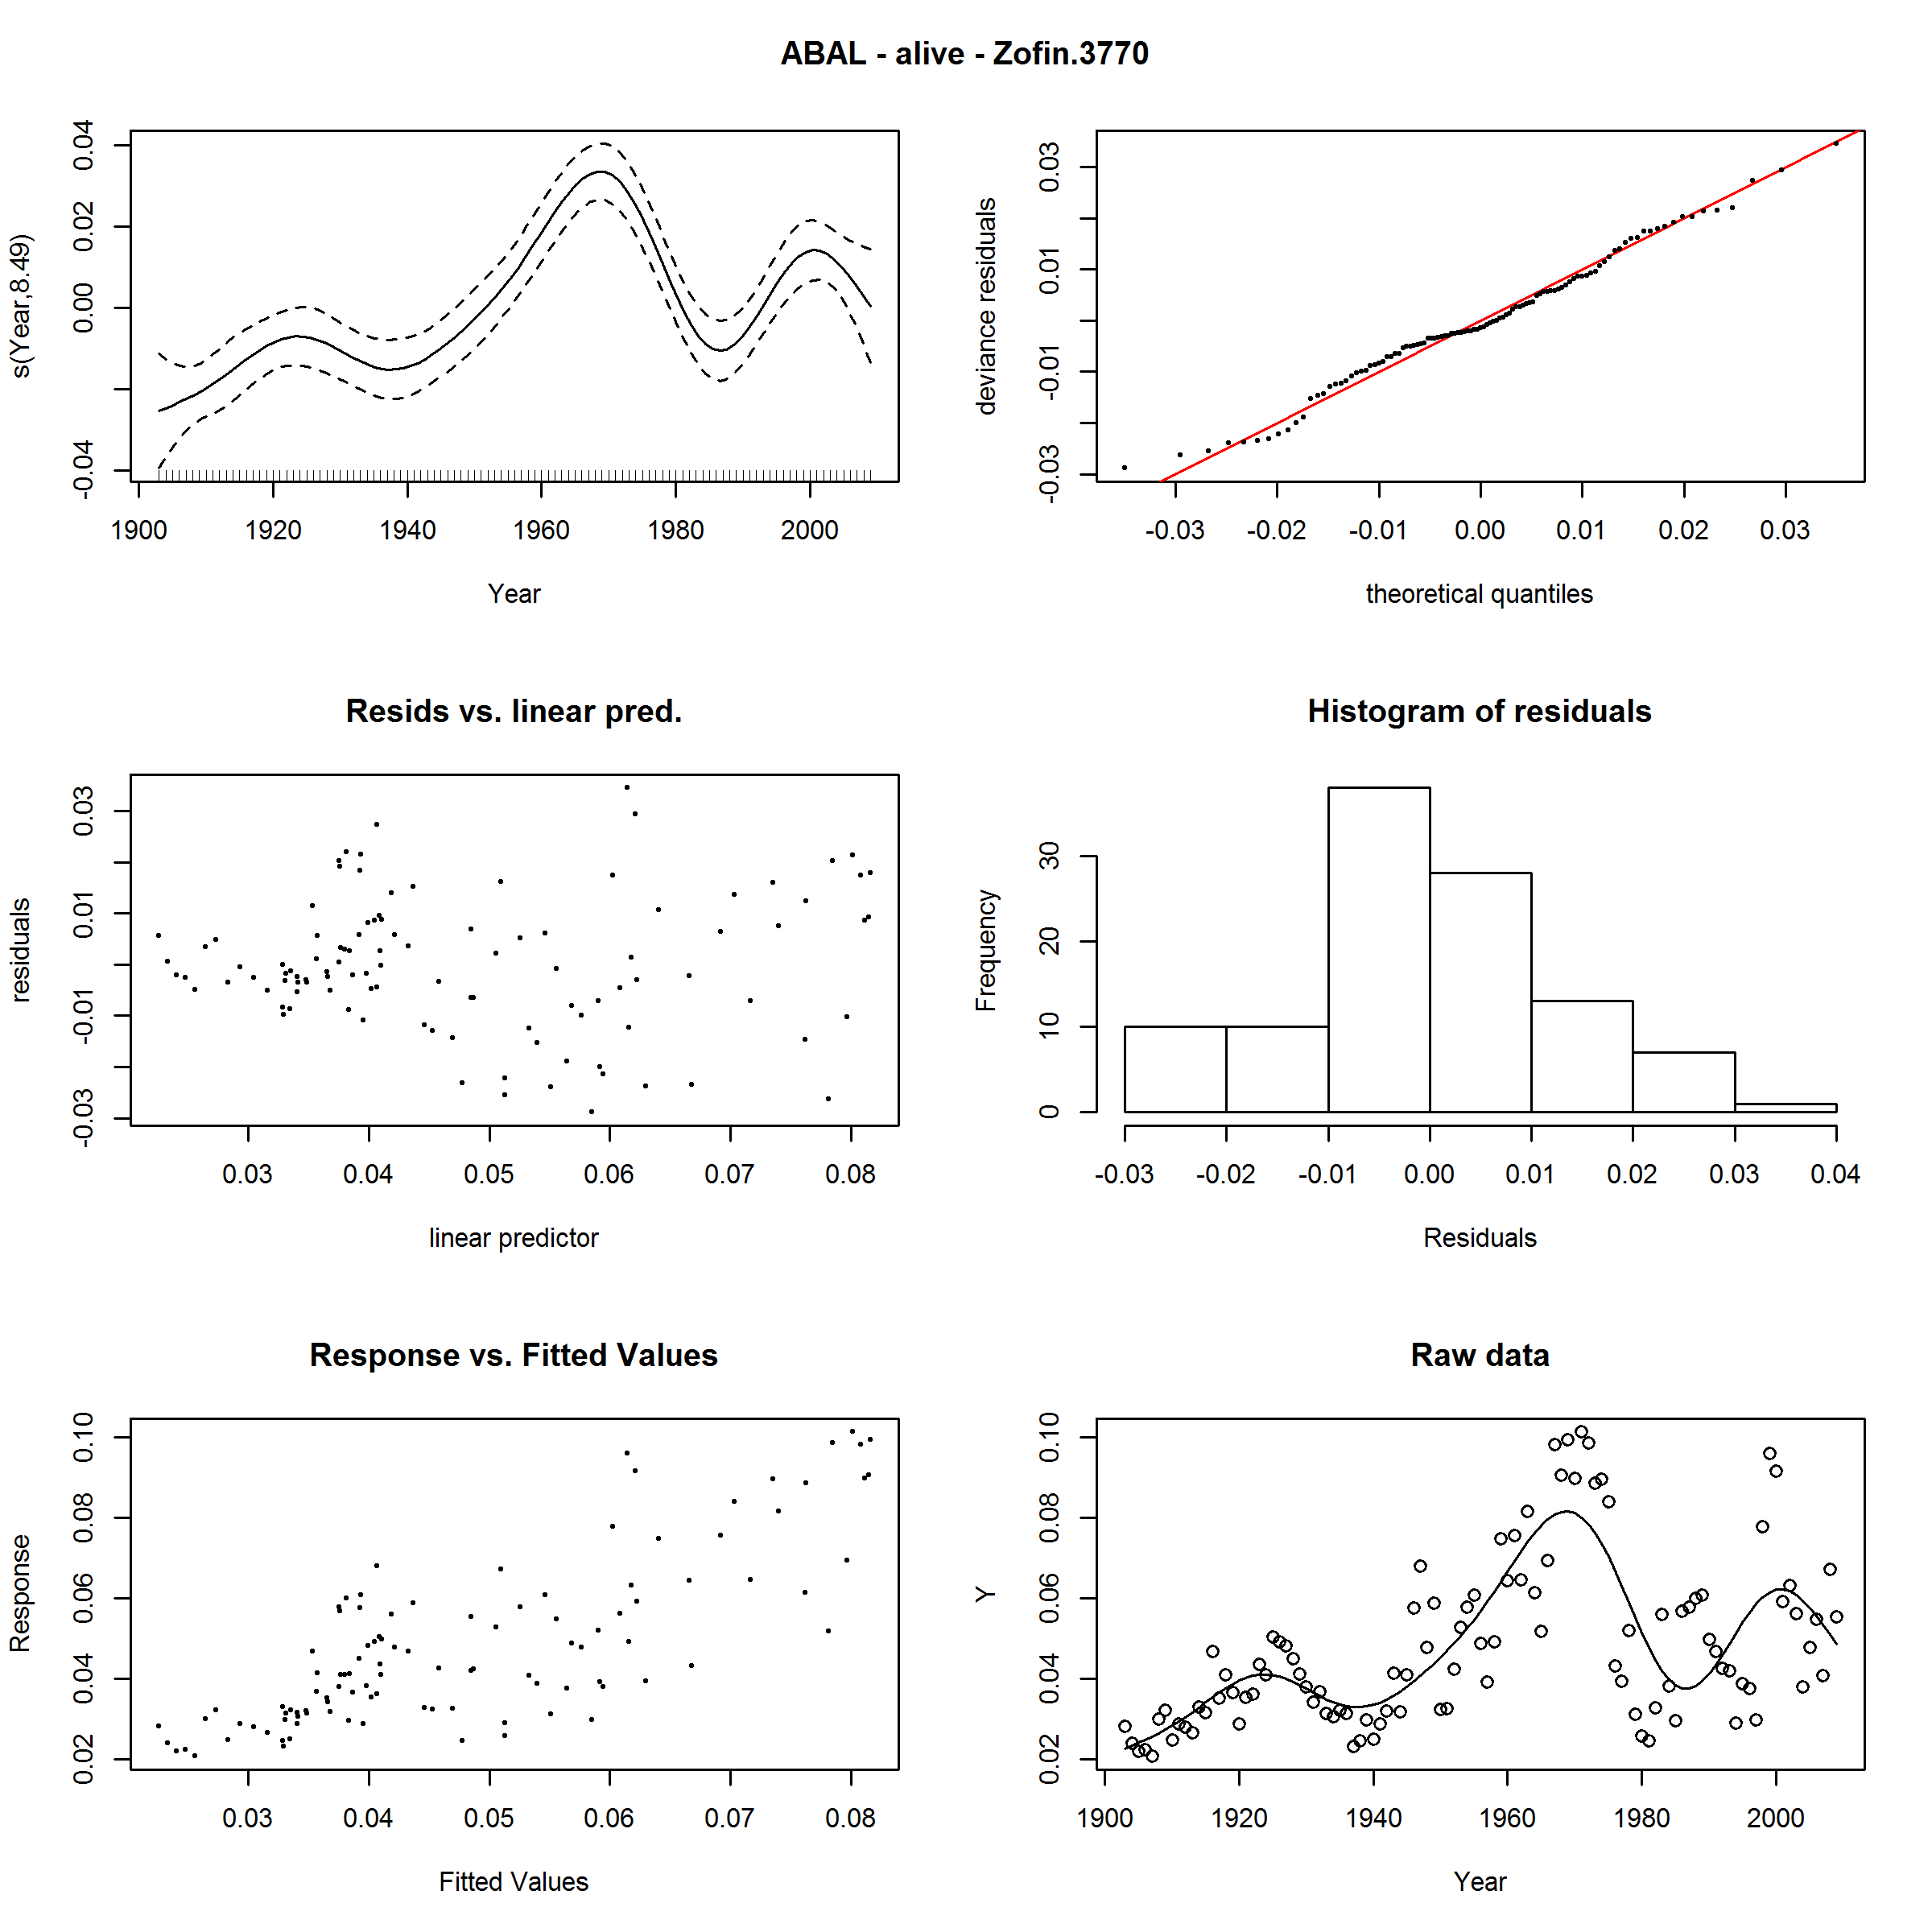 ABAL - alive - Zofin.3770
s(Year,8.49)
-0.04 0.00 0.02 0.04
1900 1920 1940 1960 1980 2000
Year
deviance residuals
-0.03 -0.01 0.01 0.03
-0.03 -0.02 -0.01 0.00 0.01 0.02 0.03
theoretical quantiles
Resids vs. linear pred.
residuals
-0.03 -0.01 0.01 0.03
0.03 0.04 0.05 0.06 0.07 0.08
linear predictor
Histogram of residuals
Frequency
0 10 20 30
-0.03 -0.02 -0.01 0.00 0.01 0.02 0.03 0.04
Residuals
Response vs. Fitted Values
Response
0.02 0.04 0.06 0.08 0.10
0.03 0.04 0.05 0.06 0.07 0.08
Fitted Values
Raw data
Y
0.02 0.04 0.06 0.08 0.10
1900 1920 1940 1960 1980 2000
Year